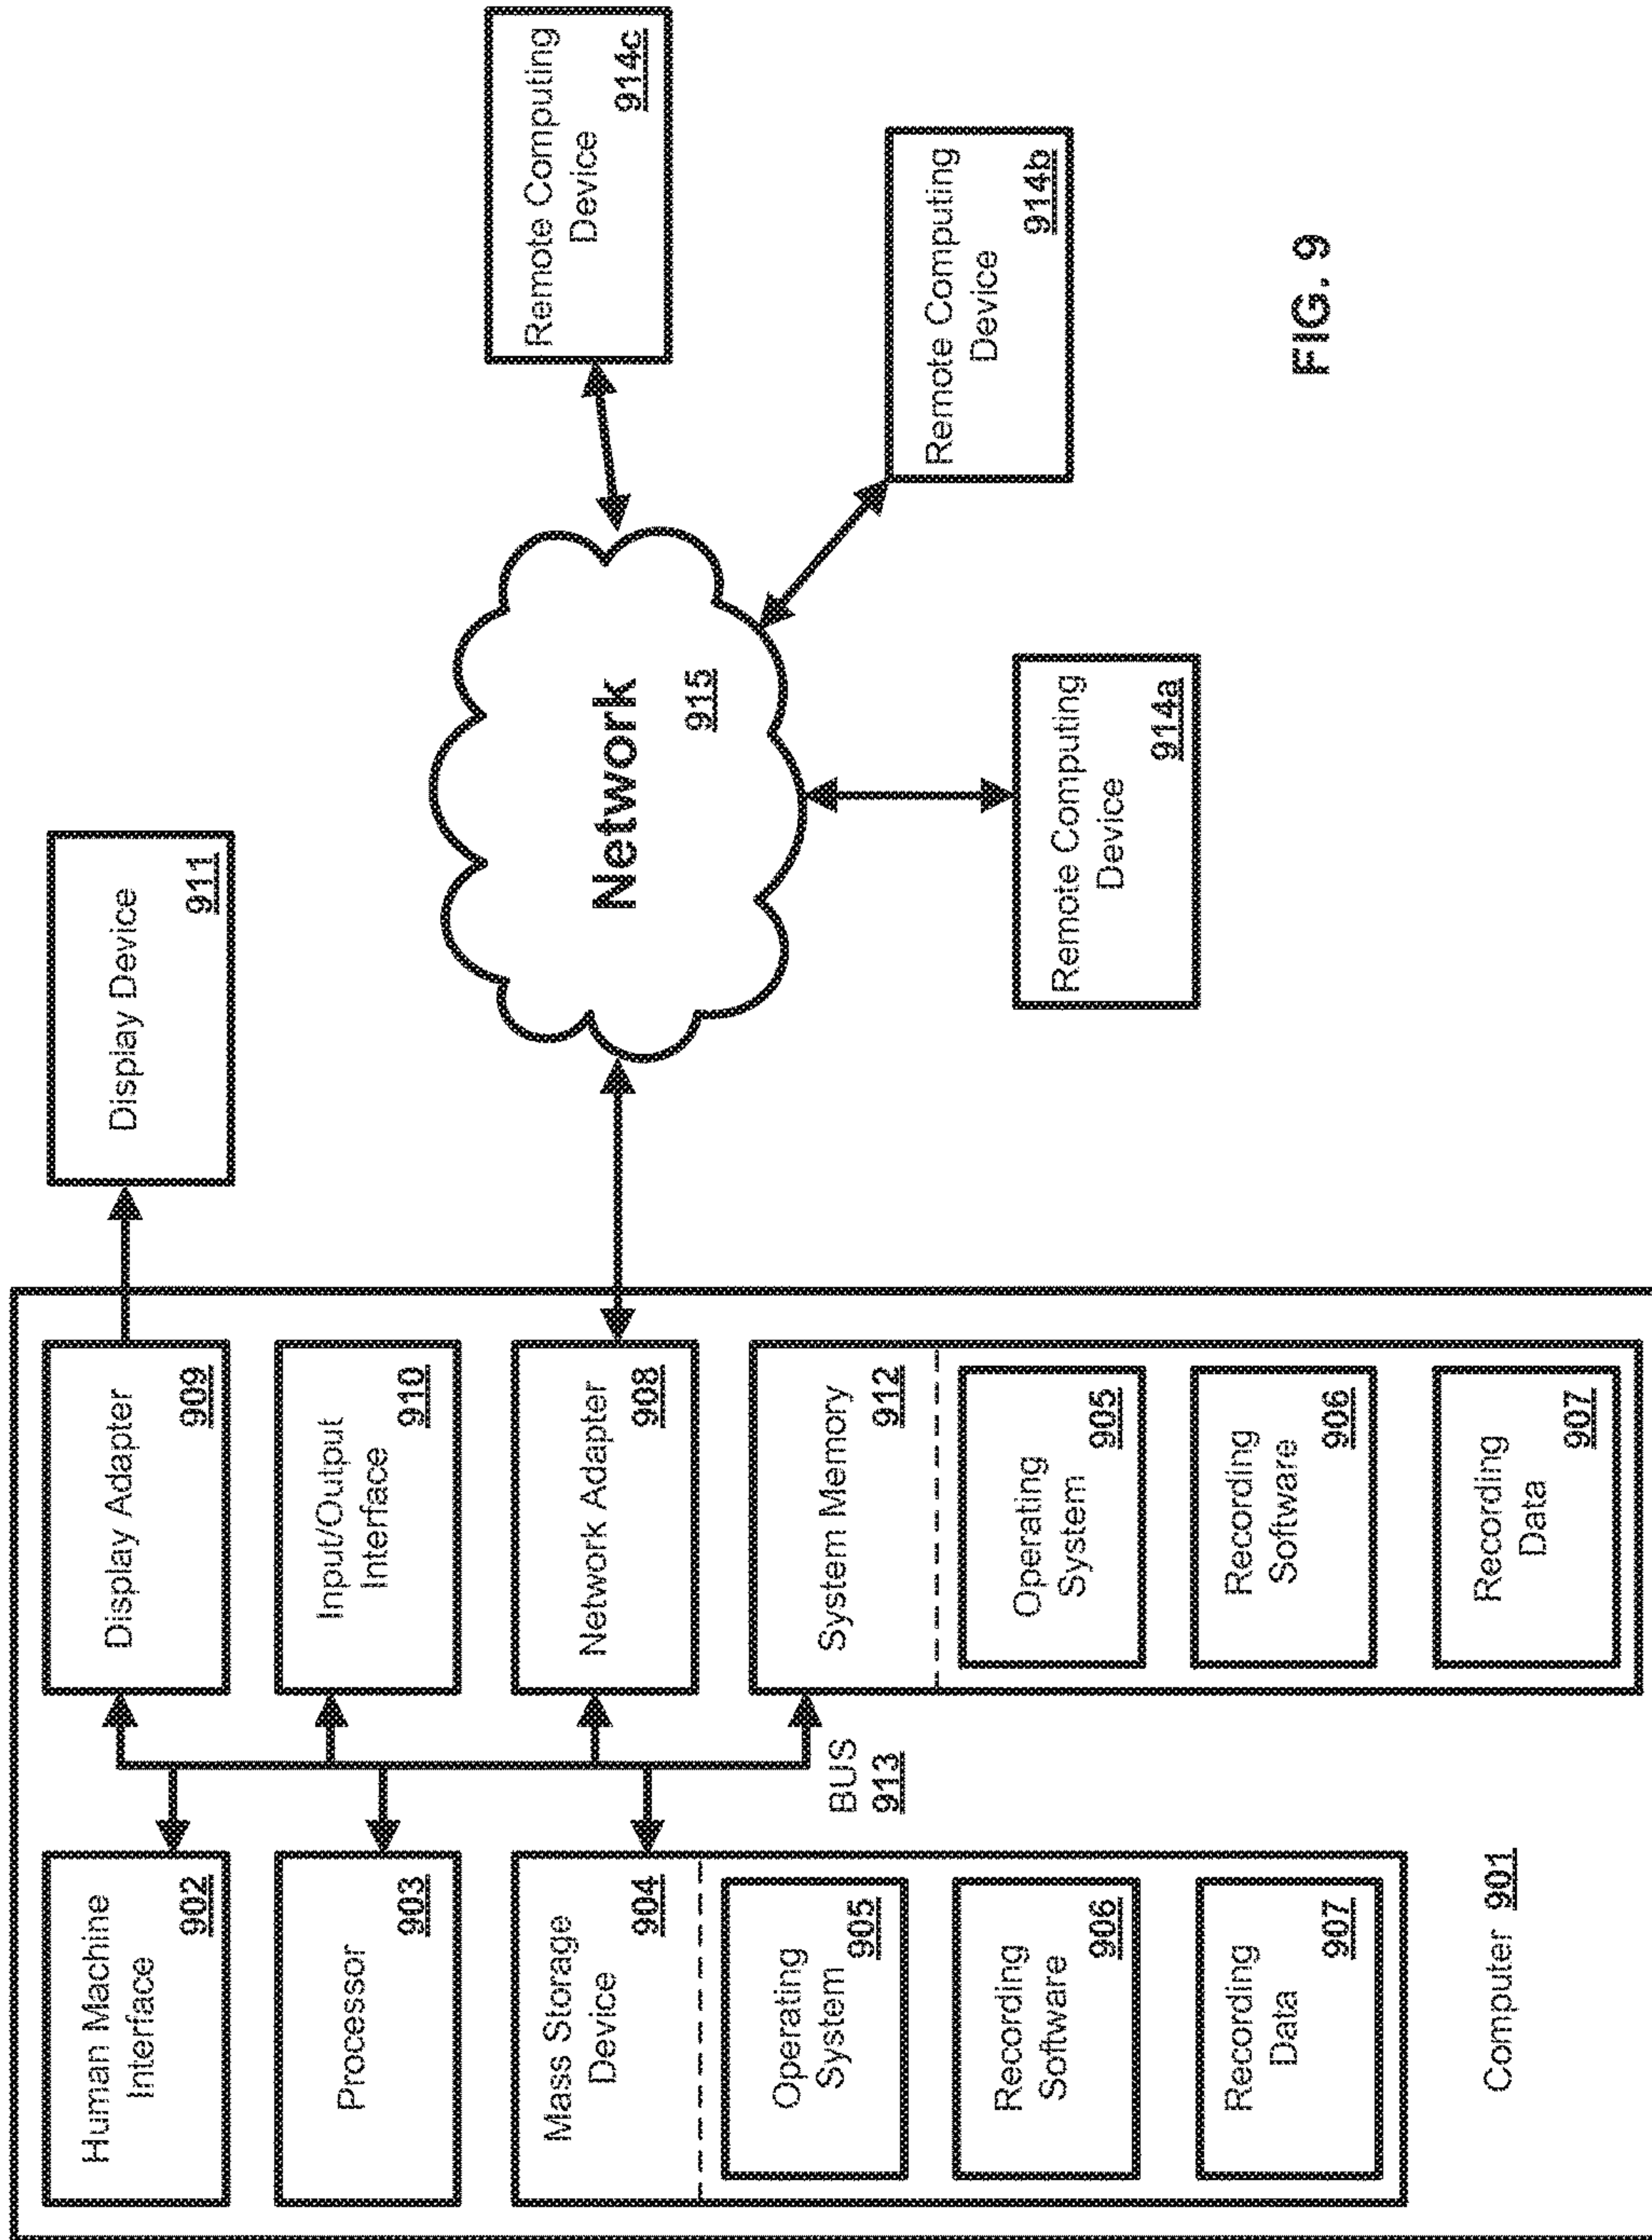 Human Machine
Interface
902
Processor
903
Mass Storage
Device
904
Operating
System
905
Recording
Software
906
Recording
Data
907
Computer 901
BUS
913
Display Adapter
909
Input/Output
Interface
910
Network Adapter
908
System Memory
912
Operating
System
905
Recording
Software
906
Recording
Data
907
Display Device
911
Network
915
Remote Computing
Device
914a
Remote Computing
Device
914b
Remote Computing
Device
914c
FIG. 9